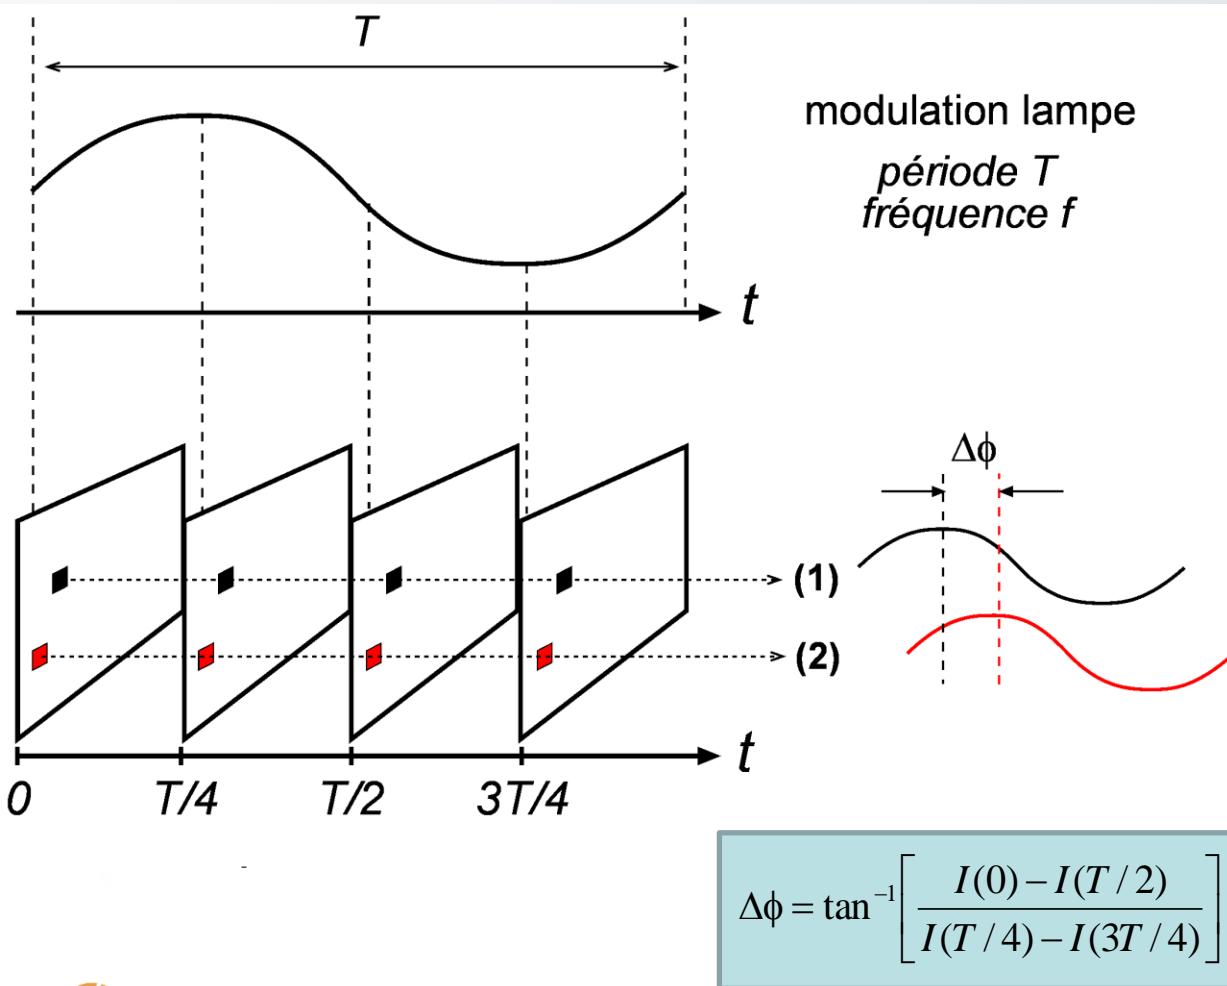 T
modulation lampe
période T
fréquence f
t
Δϕ
(1)
(2)
t
0 T/4 T/2 3T/4
Δϕ = tan⁻¹[ I(0) − I(T / 2) / I(T / 4) − I(3T / 4) ]